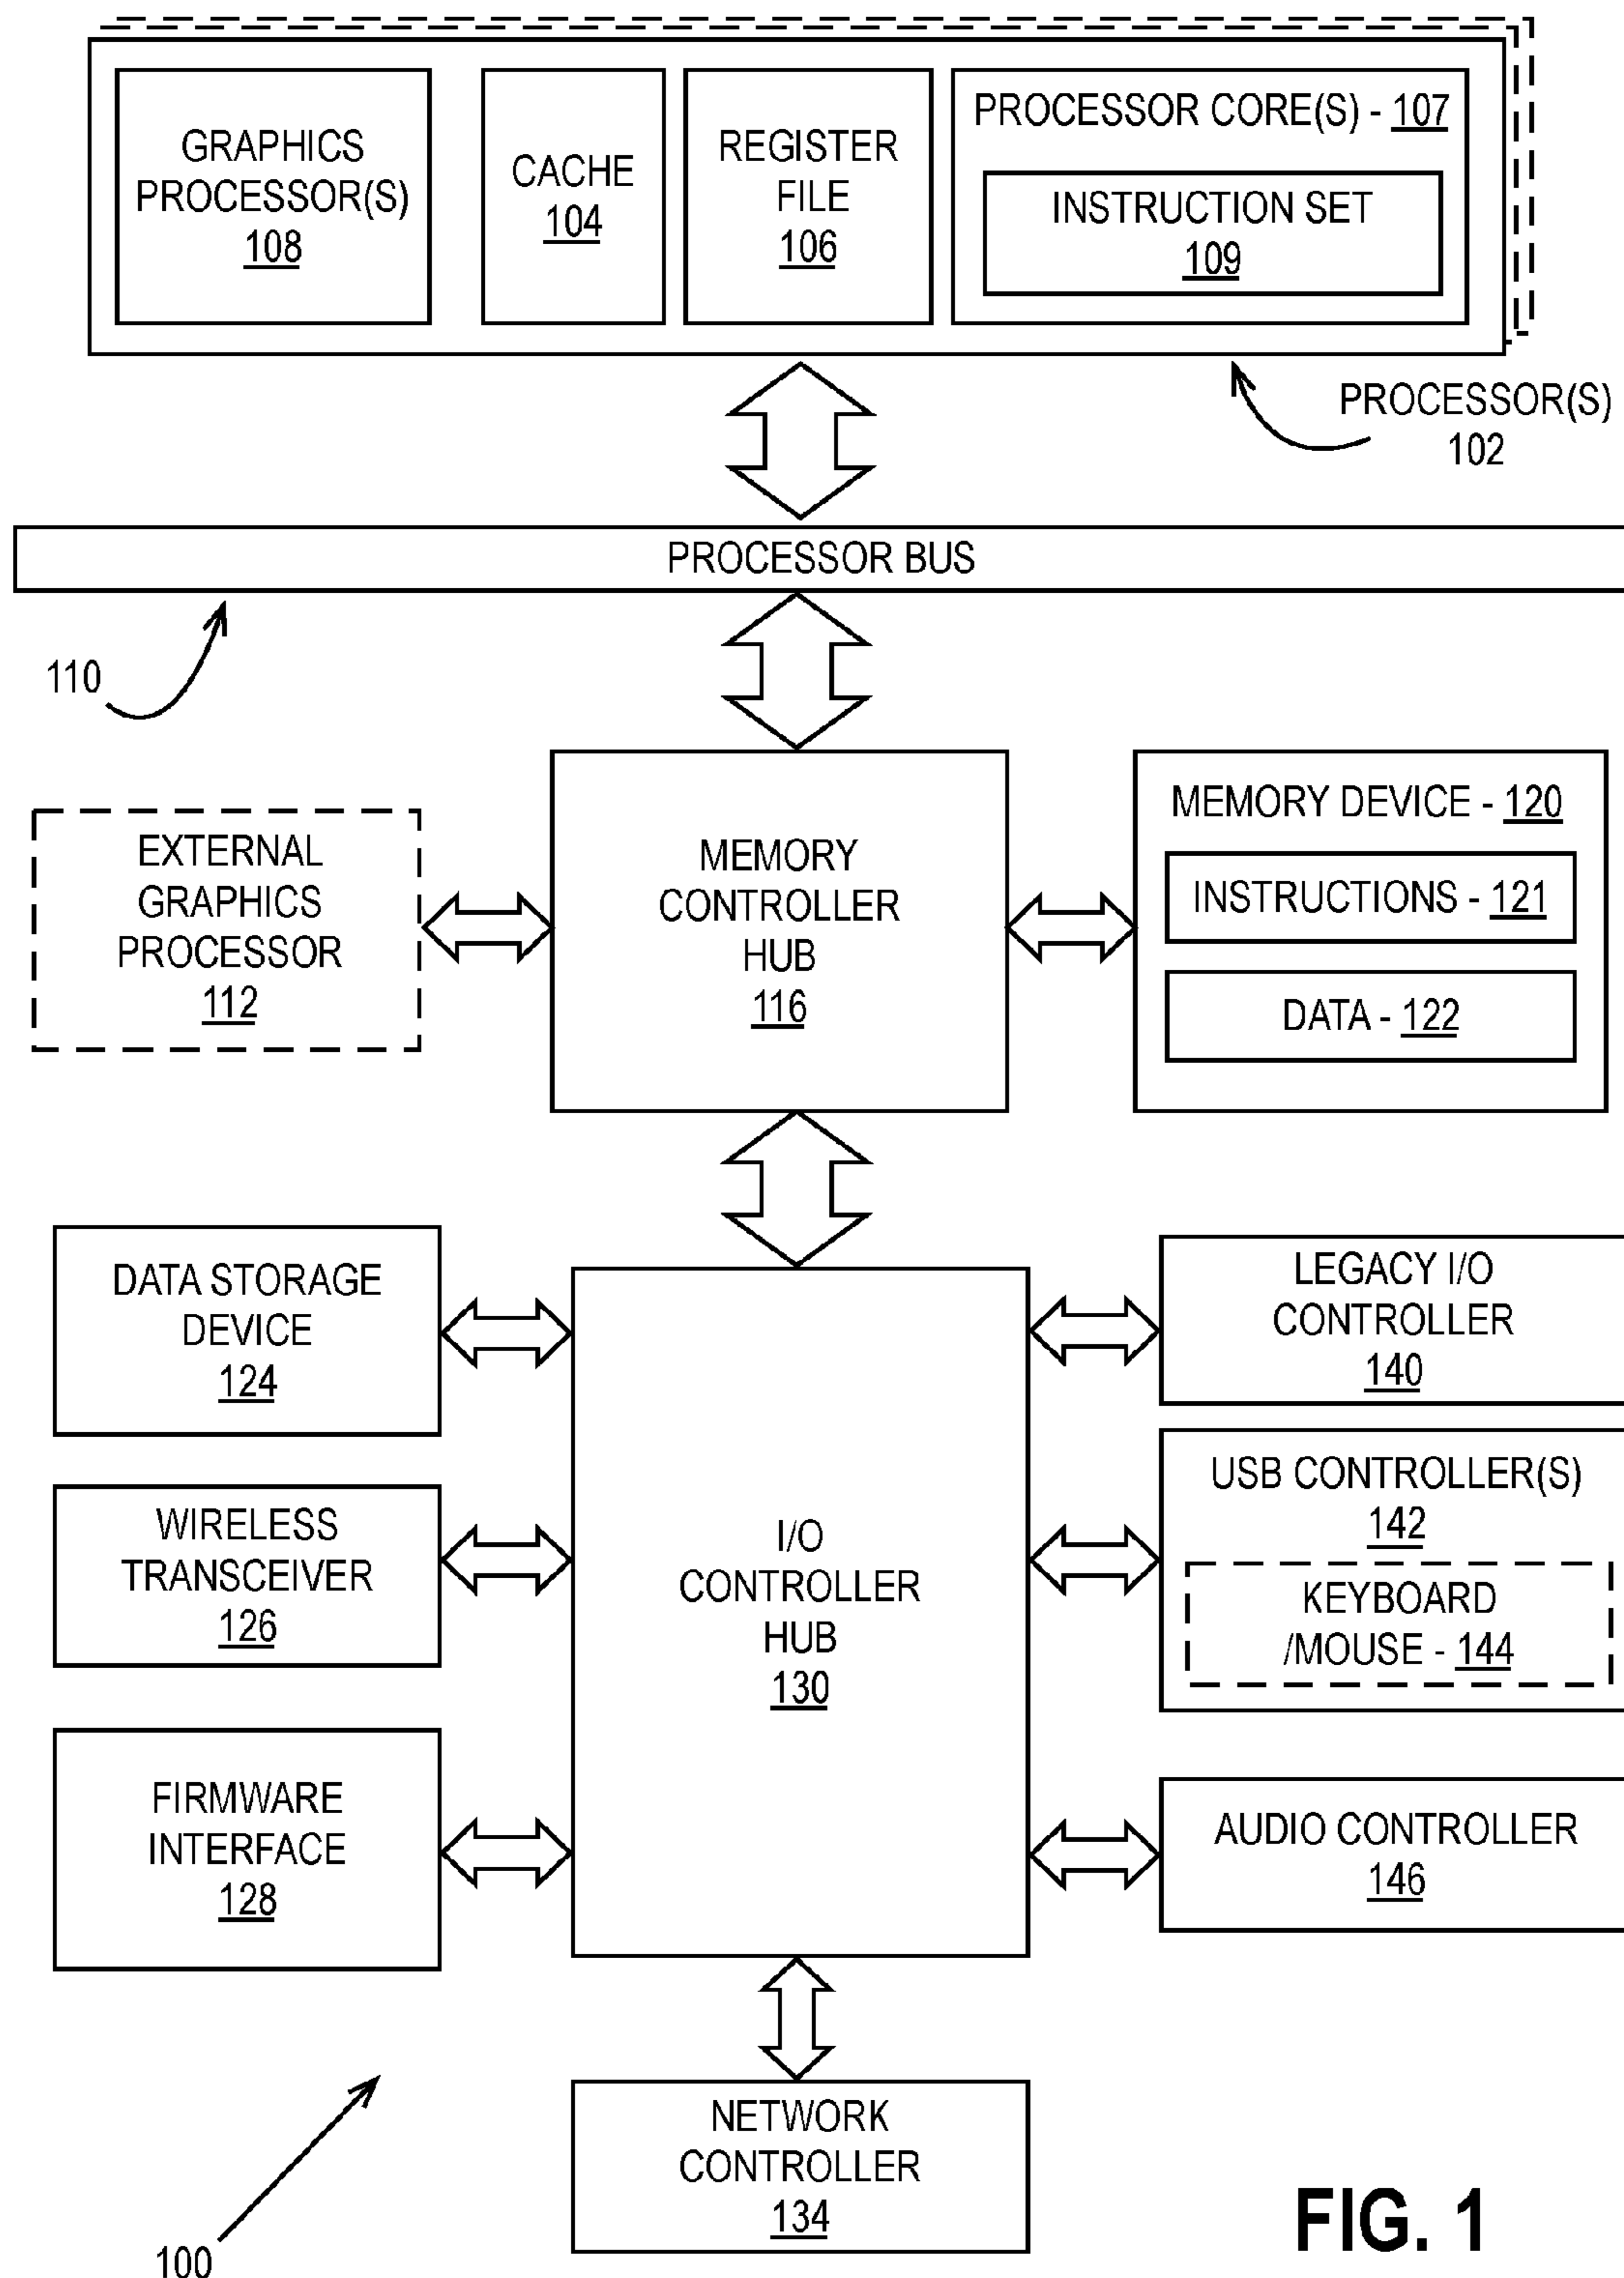 GRAPHICS
PROCESSOR(S)
108
CACHE
104
REGISTER
FILE
106
PROCESSOR CORE(S) - 107
INSTRUCTION SET
109
PROCESSOR(S)
102
PROCESSOR BUS
110
EXTERNAL
GRAPHICS
PROCESSOR
112
MEMORY
CONTROLLER
HUB
116
MEMORY DEVICE - 120
INSTRUCTIONS - 121
DATA - 122
DATA STORAGE
DEVICE
124
WIRELESS
TRANSCEIVER
126
FIRMWARE
INTERFACE
128
I/O
CONTROLLER
HUB
130
LEGACY I/O
CONTROLLER
140
USB CONTROLLER(S)
142
KEYBOARD
/MOUSE - 144
AUDIO CONTROLLER
146
NETWORK
CONTROLLER
134
100
FIG. 1